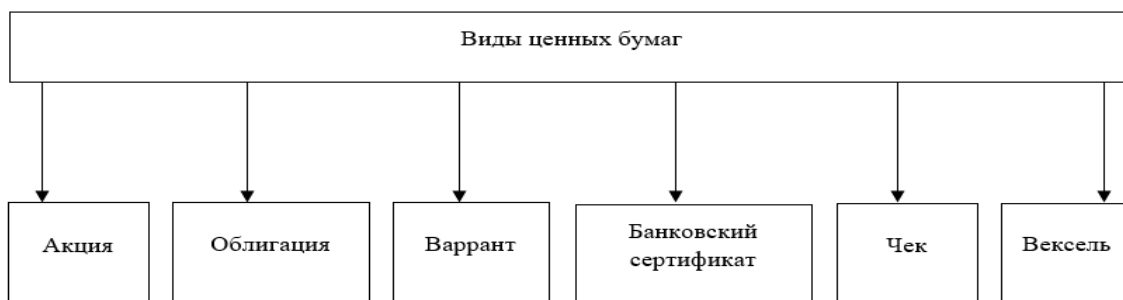 Виды ценных бумаг
Акция
Облигация
Варрант
Банковский
сертификат
Чек
Вексель